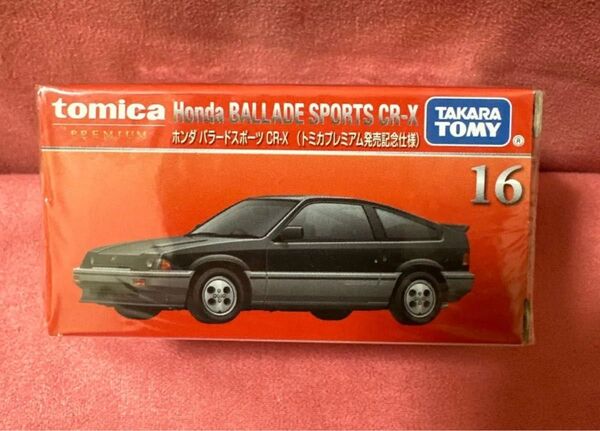 tomica
PREMIUM
Honda BALLADE SPORTS CR-X
ホンダ バラードスポーツ CR-X （トミカプレミアム発売記念仕様）
TAKARA
TOMY
16